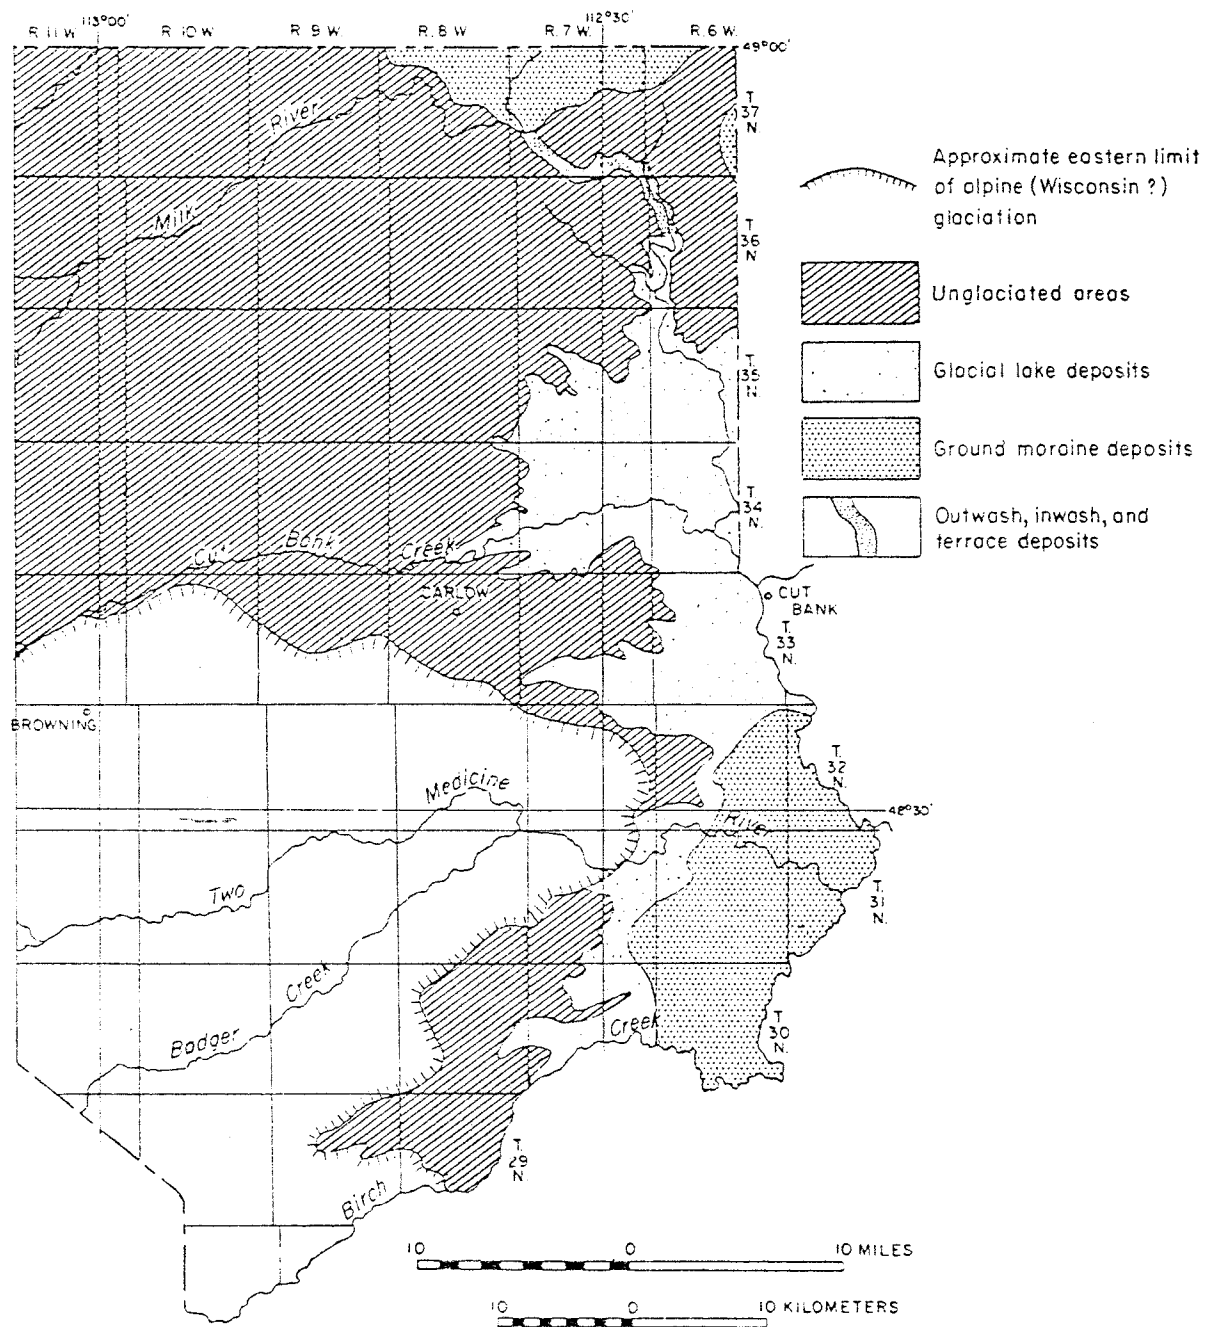 113°00' 112°30'
R. 11 W. R. 10 W. R. 9 W. R. 8 W R. 7 W. R. 6 W.
49°00'
T.
37
N.
River
Approximate eastern limit
of alpine (Wisconsin ?)
glaciation
Milk
T.
36
N
Unglaciated areas
T.
35
N.
Glacial lake deposits
Ground moraine deposits
T.
34
N.
Outwash, inwash, and
terrace deposits
Cut Bank Creek
CARLOW
CUT
BANK
T.
33
N.
BROWNING
T.
32
N.
Medicine
48°30'
River
Two
T.
31
N.
Creek
Badger
Creek
T.
30
N.
T.
29
N.
Birch
10 0 10 MILES
10 0 10 KILOMETERS